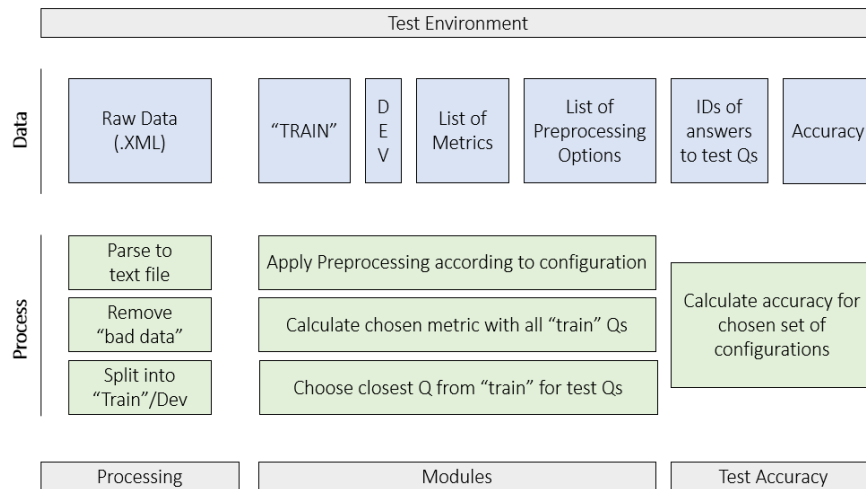 Test Environment
Data
Raw Data
(.XML)
“TRAIN”
D
E
V
List of
Metrics
List of
Preprocessing
Options
IDs of
answers
to test Qs
Accuracy
Process
Parse to
text file
Remove
“bad data”
Split into
“Train”/Dev
Apply Preprocessing according to configuration
Calculate chosen metric with all “train” Qs
Choose closest Q from “train” for test Qs
Calculate accuracy for
chosen set of
configurations
Processing
Modules
Test Accuracy